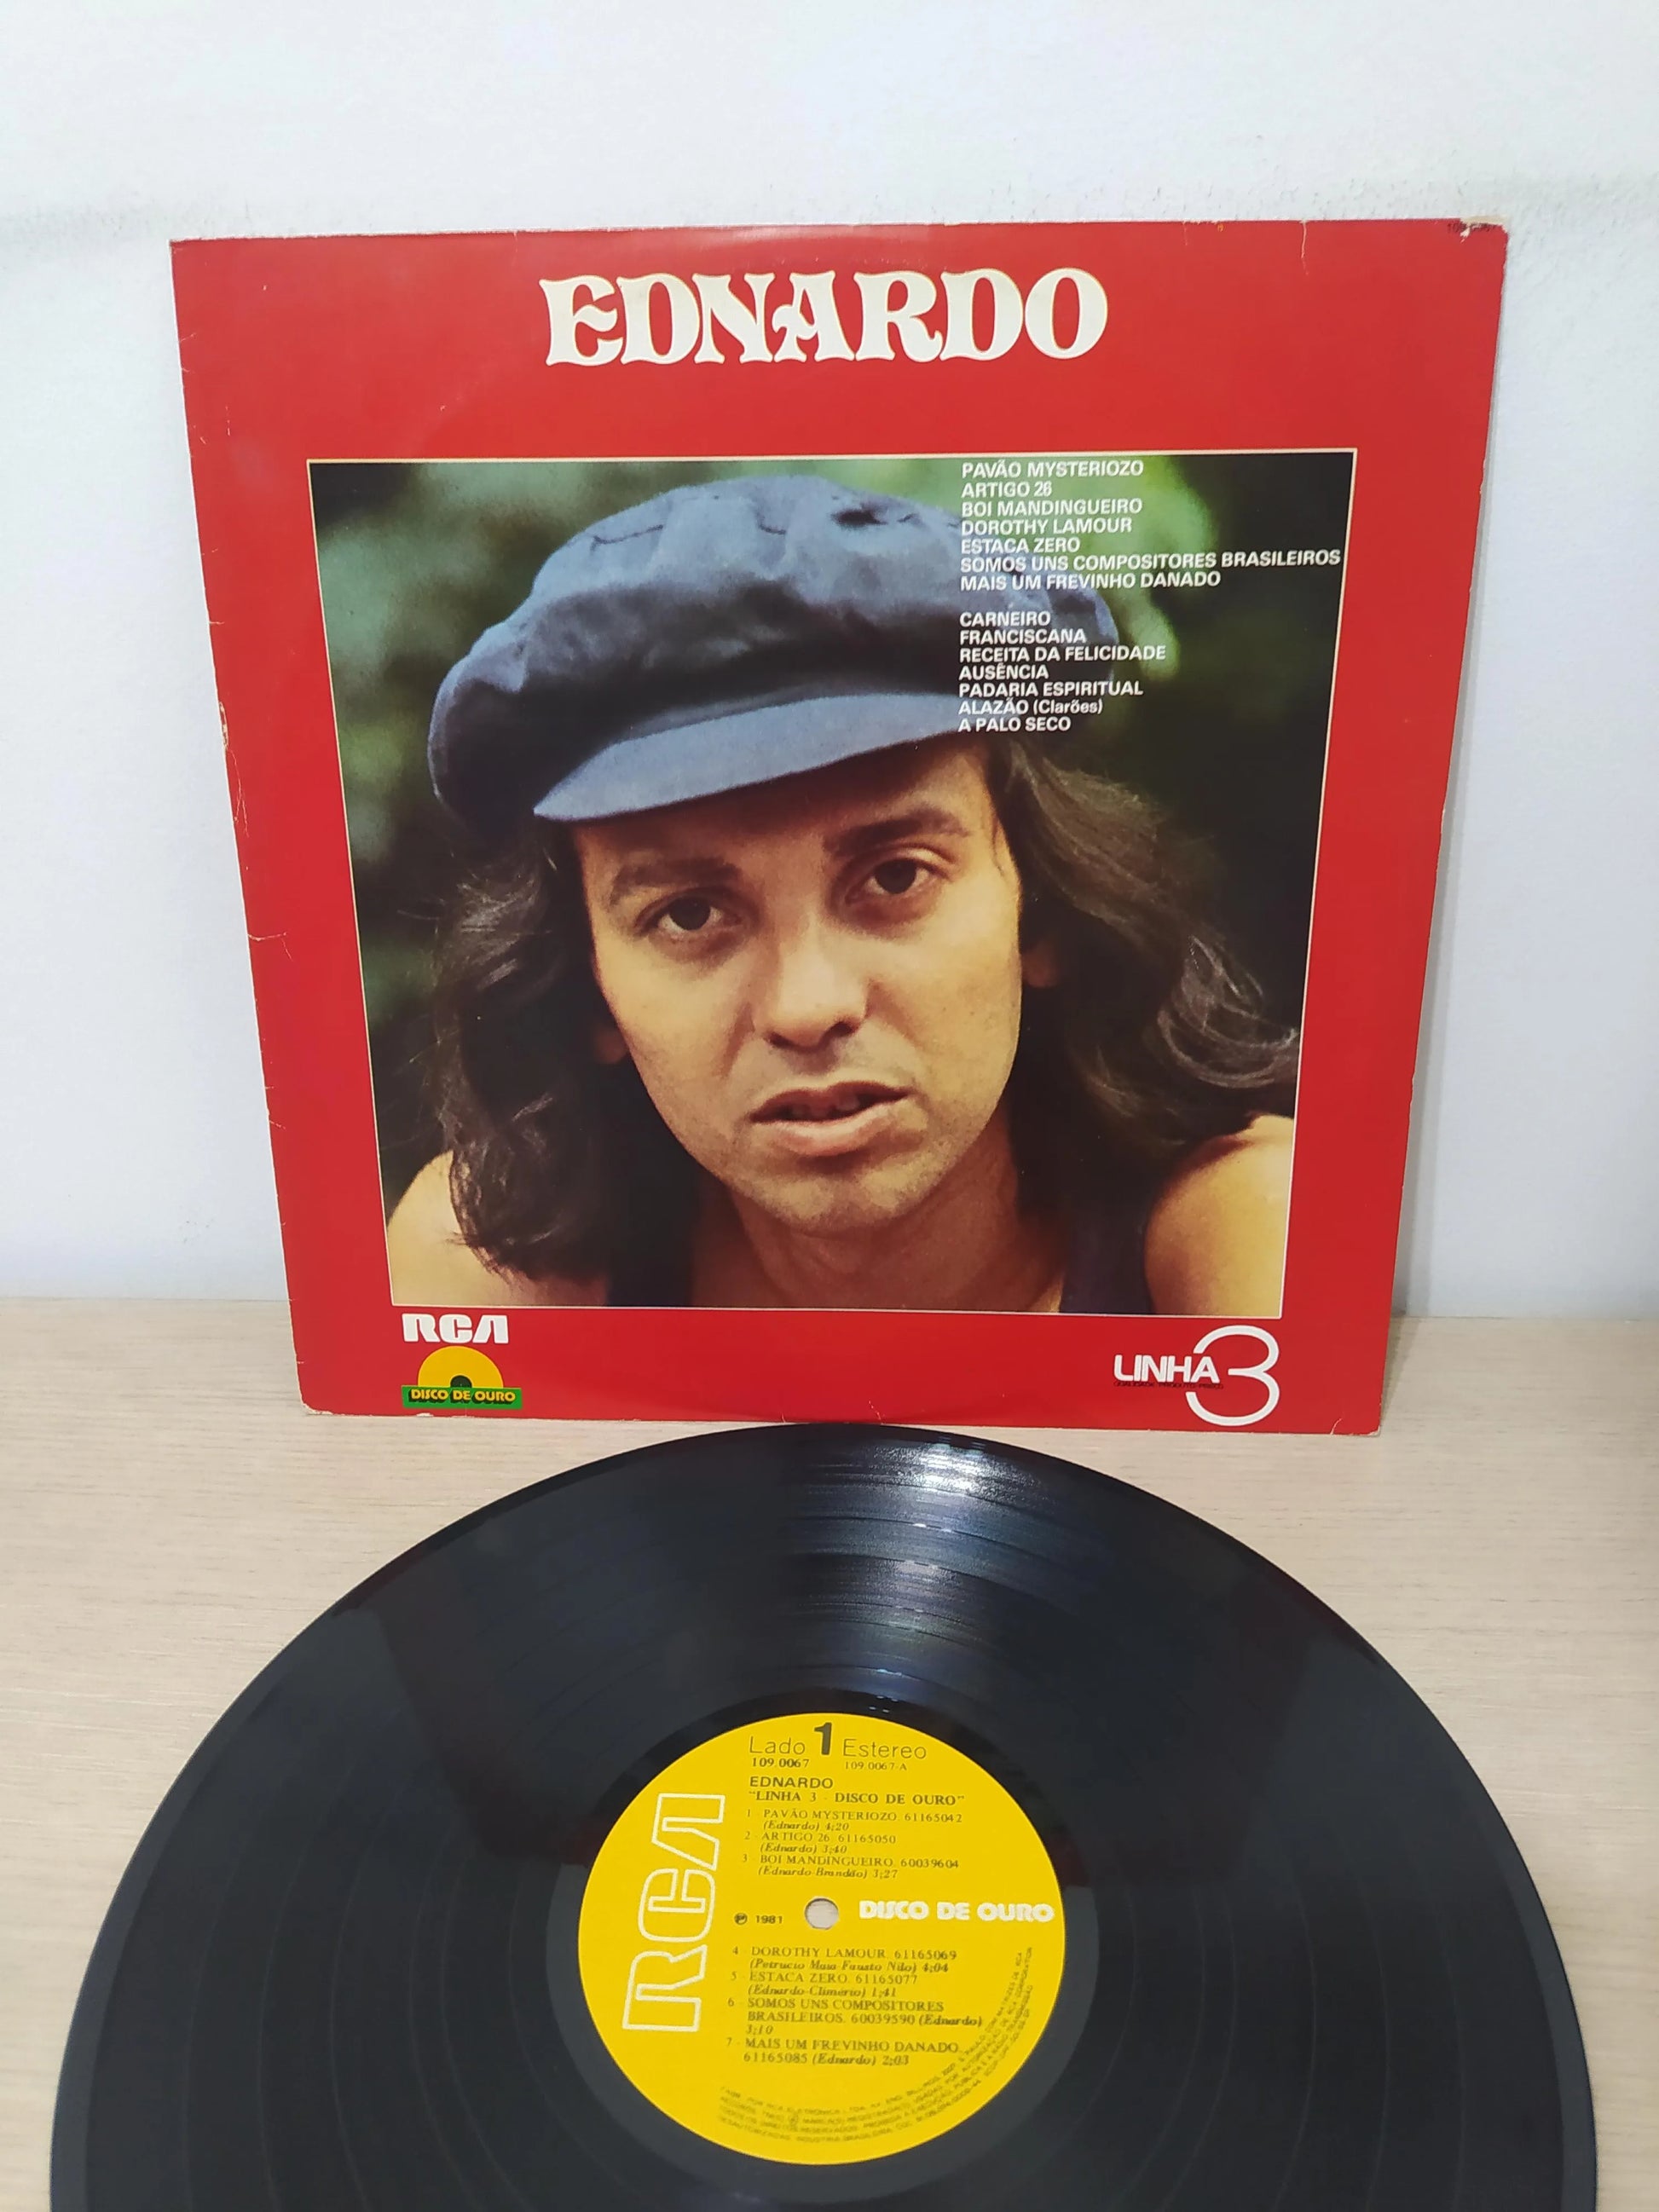 EDNARDO
PAVÃO MYSTERIOZO
ARTIGO 26
BOI MANDINGUEIRO
DOROTHY LAMOUR
ESTACA ZERO
SOMOS UNS COMPOSITORES BRASILEIROS
MAIS UM FREVINHO DANADO
CARNEIRO
FRANCISCANA
RECEITA DA FELICIDADE
AUSÊNCIA
PADARIA ESPIRITUAL
ALAZÃO (Clarões)
A PALO SECO
RCA
DISCO DE OURO
LINHA 3
Lado 1 Estereo
109.0067 109.0067-A
EDNARDO
"LINHA 3 - DISCO DE OURO"
1 - PAVÃO MYSTERIOZO. 61165042
(Ednardo) 4:20
2 - ARTIGO 26. 61165050
(Ednardo) 3:40
3 - BOI MANDINGUEIRO. 60039604
(Ednardo-Brandão) 3:27
RCA
℗ 1981
DISCO DE OURO
4 - DOROTHY LAMOUR. 61165069
(Petrucio Maia-Fausto Nilo) 4:04
5 - ESTACA ZERO. 61165077
(Ednardo-Climério) 1:41
6 - SOMOS UNS COMPOSITORES
BRASILEIROS. 60039590 (Ednardo)
3:10
7 - MAIS UM FREVINHO DANADO.
61165085 (Ednardo) 2:03